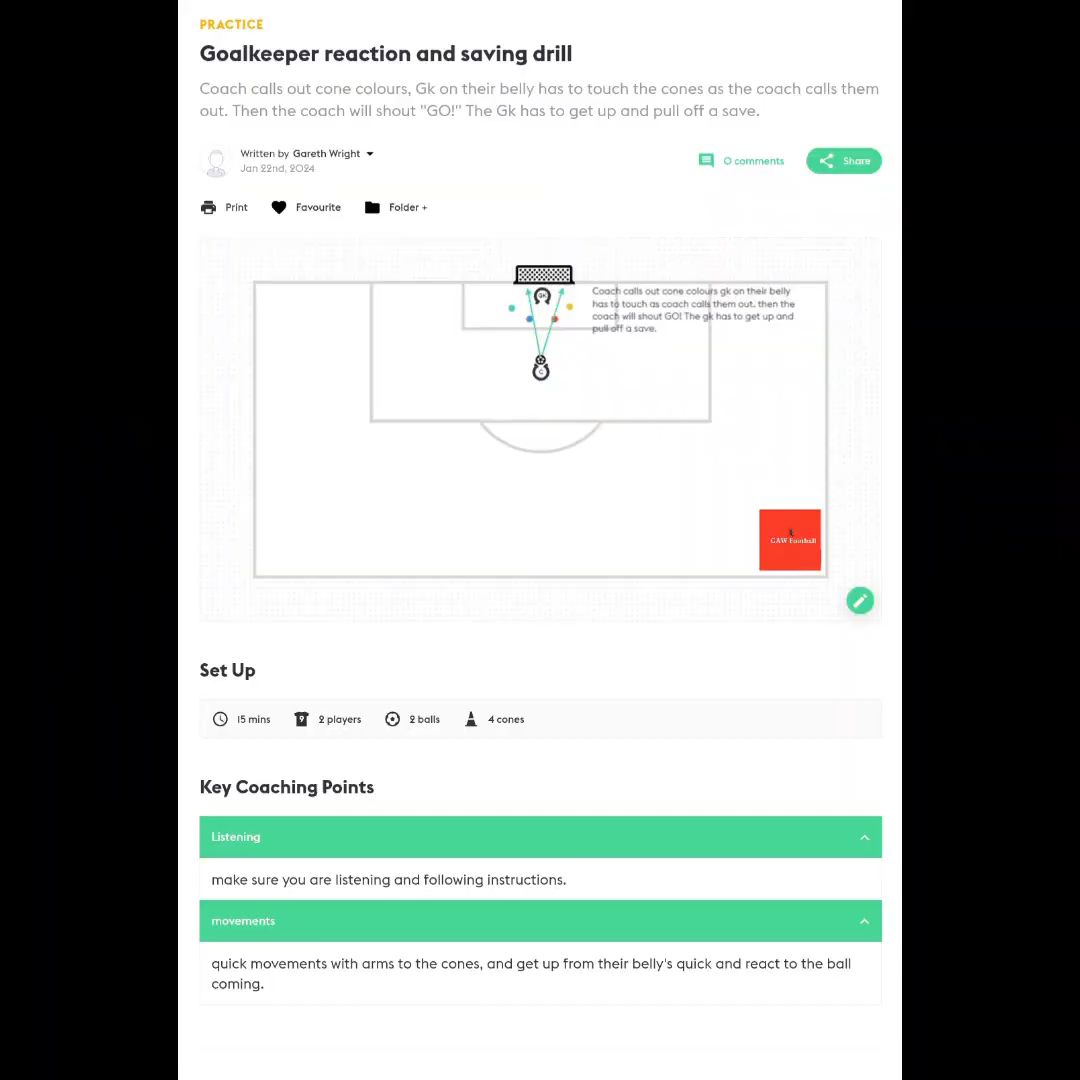 PRACTICE
Goalkeeper reaction and saving drill
Coach calls out cone colours, Gk on their belly has to touch the cones as the coach calls them
out. Then the coach will shout "GO!" The Gk has to get up and pull off a save.
Written by Gareth Wright
Jan 22nd, 2024
0 comments
Share
Print
Favourite
Folder +
GK
Coach calls out cone colours gk on their belly
has to touch as coach calls them out. then the
coach will shout GO! The gk has to get up and
pull off a save.
C
GAW Football
Set Up
15 mins
9
2 players
2 balls
4 cones
Key Coaching Points
Listening
make sure you are listening and following instructions.
movements
quick movements with arms to the cones, and get up from their belly's quick and react to the ball
coming.